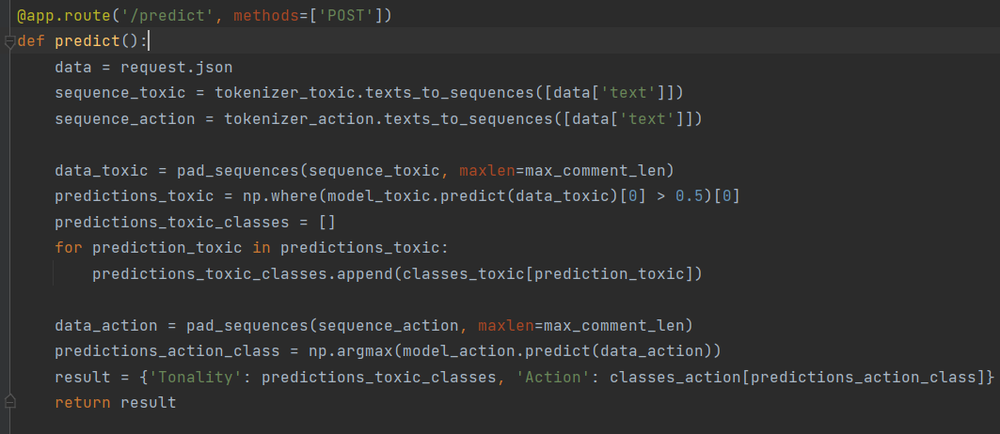 @app.route('/predict', methods=['POST'])
def predict():
    data = request.json
    sequence_toxic = tokenizer_toxic.texts_to_sequences([data['text']])
    sequence_action = tokenizer_action.texts_to_sequences([data['text']])

    data_toxic = pad_sequences(sequence_toxic, maxlen=max_comment_len)
    predictions_toxic = np.where(model_toxic.predict(data_toxic)[0] > 0.5)[0]
    predictions_toxic_classes = []
    for prediction_toxic in predictions_toxic:
        predictions_toxic_classes.append(classes_toxic[prediction_toxic])

    data_action = pad_sequences(sequence_action, maxlen=max_comment_len)
    predictions_action_class = np.argmax(model_action.predict(data_action))
    result = {'Tonality': predictions_toxic_classes, 'Action': classes_action[predictions_action_class]}
    return result